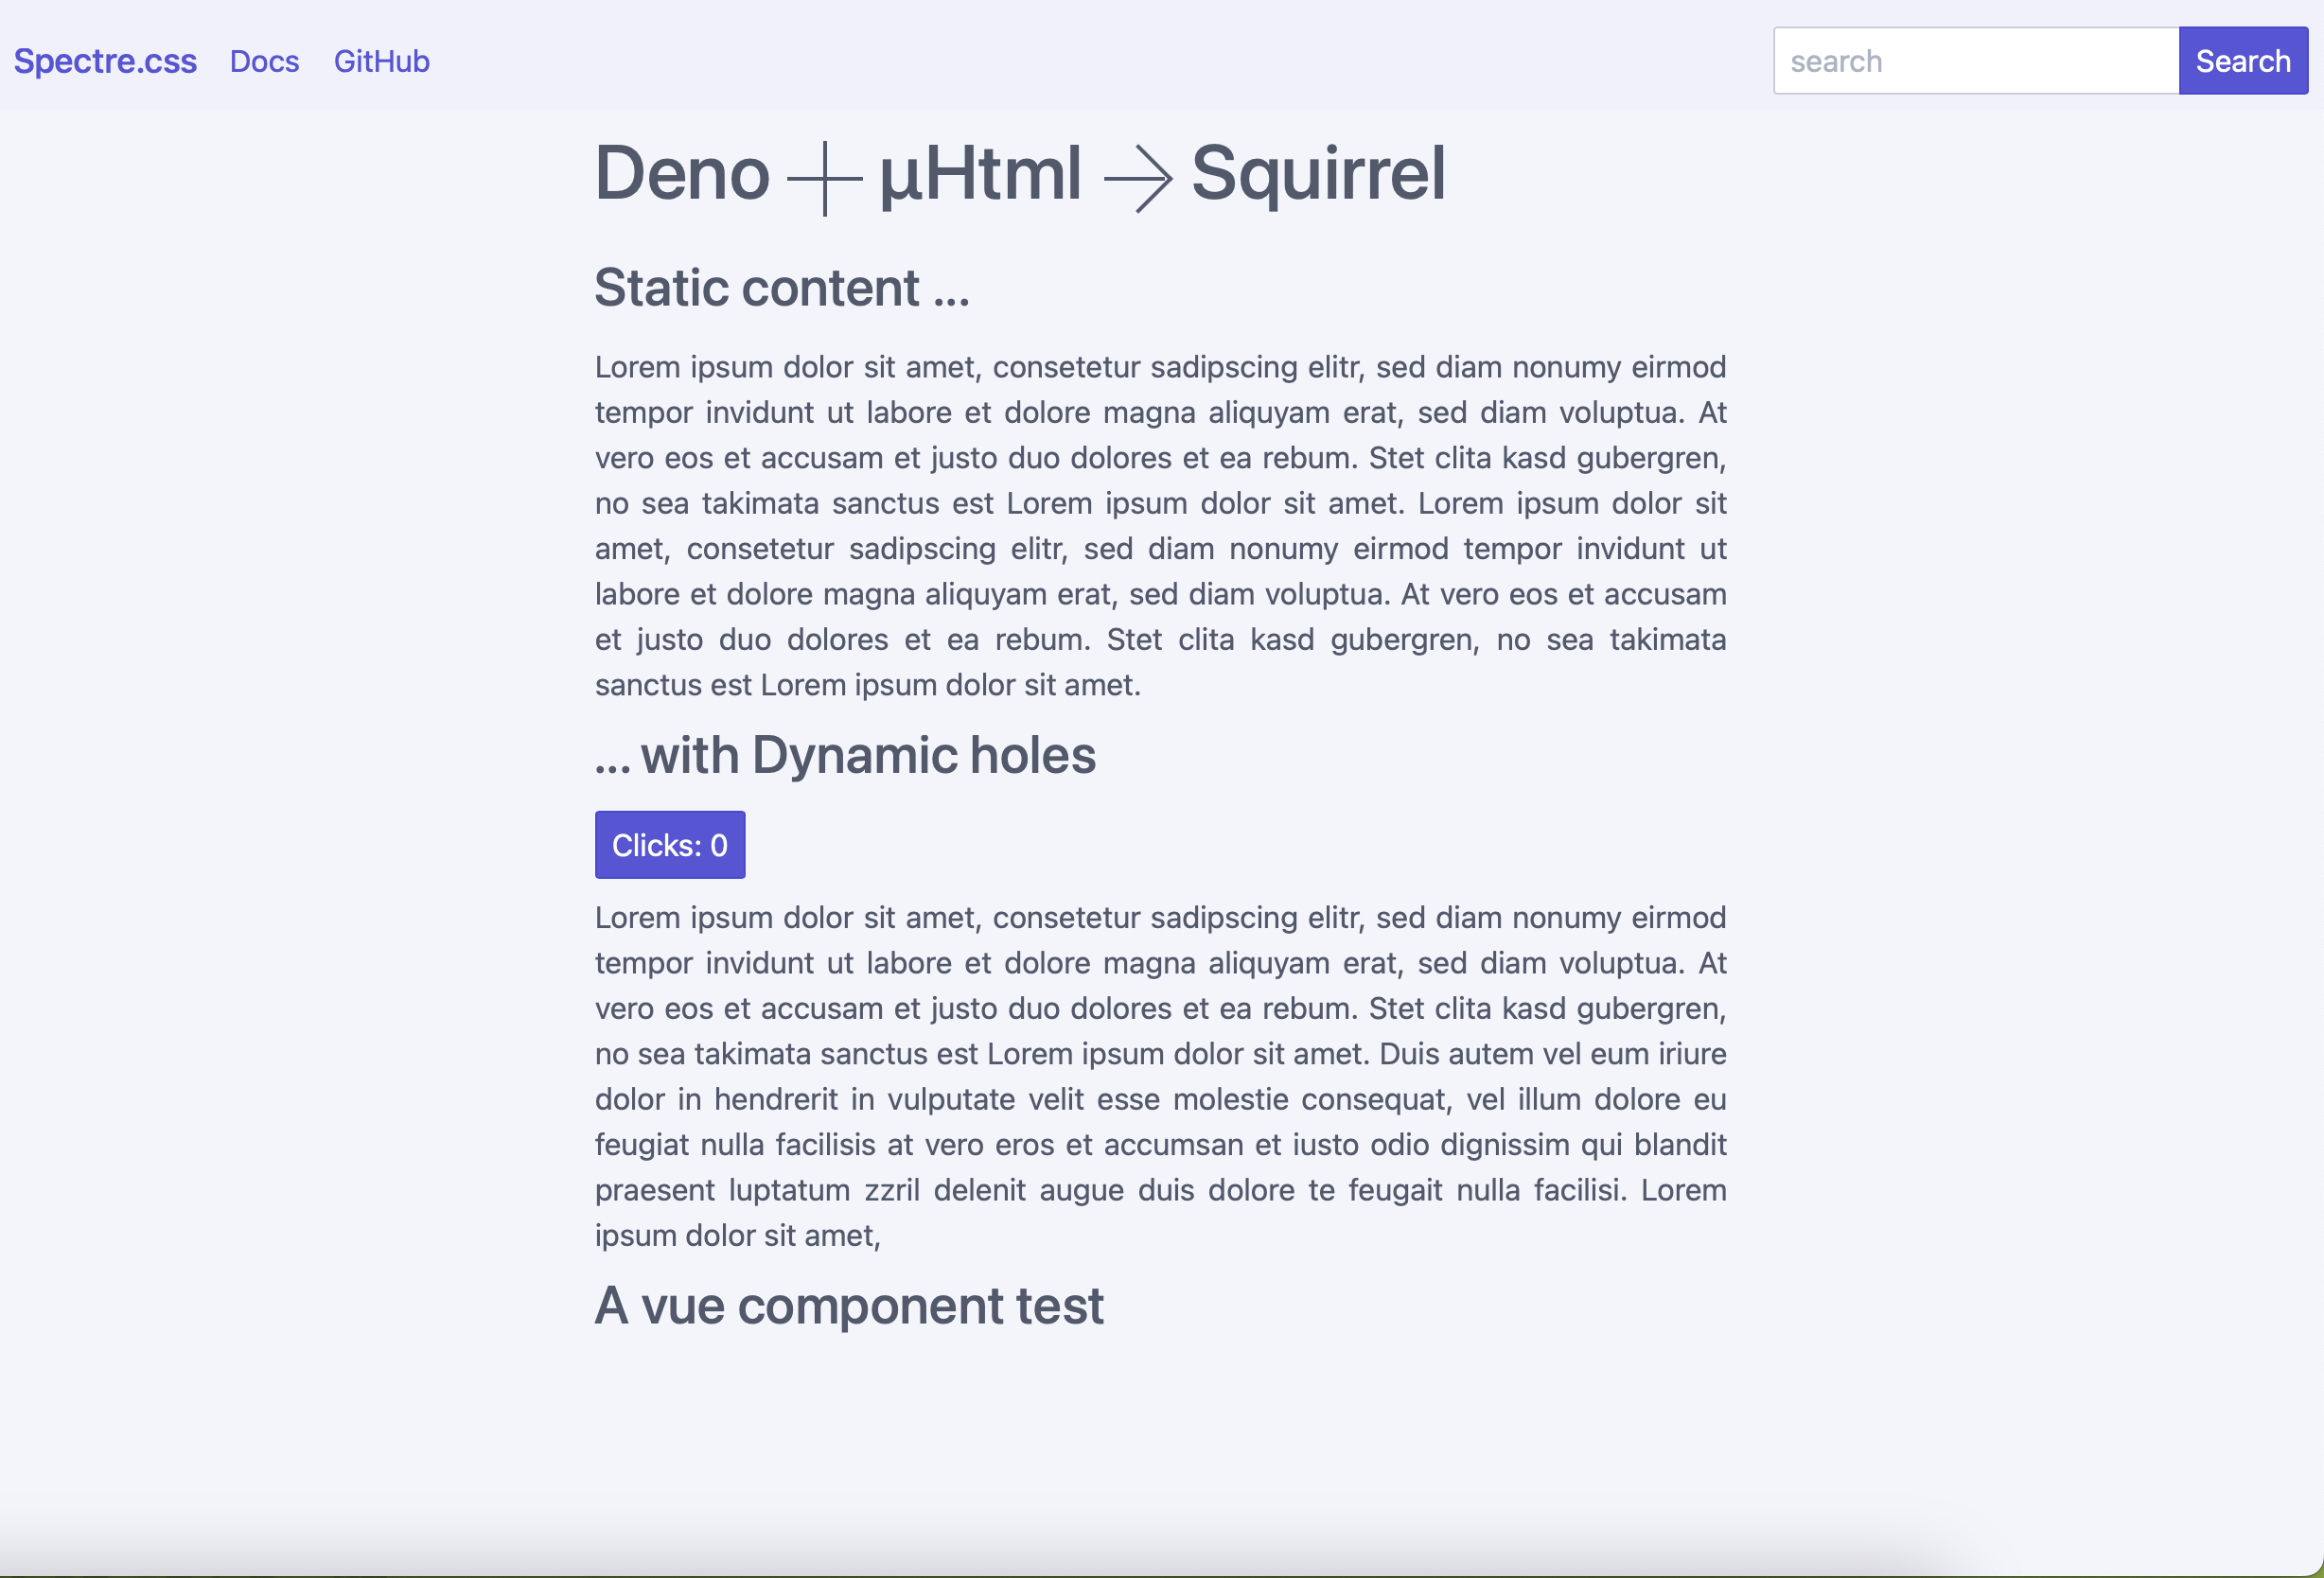 Spectre.css Docs GitHub search Search
Deno + µHtml → Squirrel
Static content ...
Lorem ipsum dolor sit amet, consetetur sadipscing elitr, sed diam nonumy eirmod
tempor invidunt ut labore et dolore magna aliquyam erat, sed diam voluptua. At
vero eos et accusam et justo duo dolores et ea rebum. Stet clita kasd gubergren,
no sea takimata sanctus est Lorem ipsum dolor sit amet. Lorem ipsum dolor sit
amet, consetetur sadipscing elitr, sed diam nonumy eirmod tempor invidunt ut
labore et dolore magna aliquyam erat, sed diam voluptua. At vero eos et accusam
et justo duo dolores et ea rebum. Stet clita kasd gubergren, no sea takimata
sanctus est Lorem ipsum dolor sit amet.
... with Dynamic holes
Clicks: 0
Lorem ipsum dolor sit amet, consetetur sadipscing elitr, sed diam nonumy eirmod
tempor invidunt ut labore et dolore magna aliquyam erat, sed diam voluptua. At
vero eos et accusam et justo duo dolores et ea rebum. Stet clita kasd gubergren,
no sea takimata sanctus est Lorem ipsum dolor sit amet. Duis autem vel eum iriure
dolor in hendrerit in vulputate velit esse molestie consequat, vel illum dolore eu
feugiat nulla facilisis at vero eros et accumsan et iusto odio dignissim qui blandit
praesent luptatum zzril delenit augue duis dolore te feugait nulla facilisi. Lorem
ipsum dolor sit amet,
A vue component test